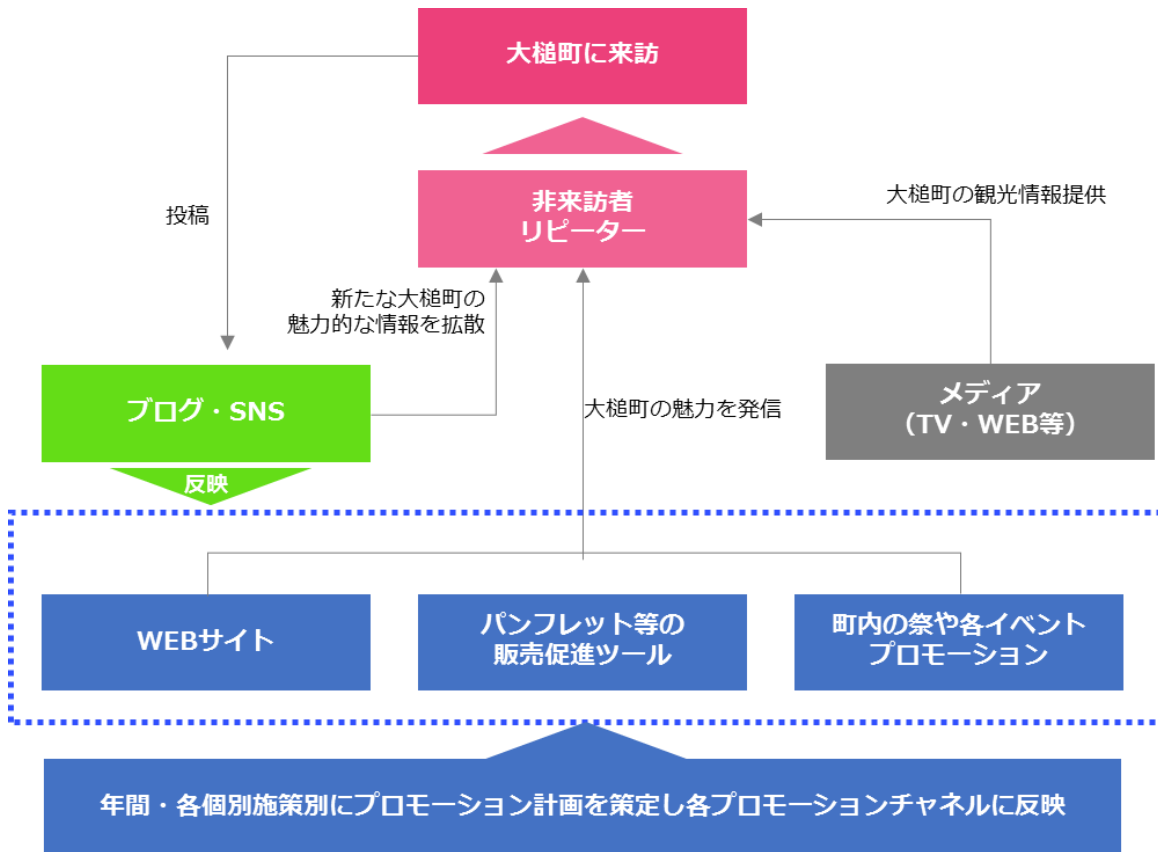 大槌町に来訪
非来訪者
リピーター
大槌町の観光情報提供
投稿
新たな大槌町の
魅力的な情報を拡散
ブログ・SNS
大槌町の魅力を発信
メディア
（TV・WEB等）
反映
WEBサイト
パンフレット等の
販売促進ツール
町内の祭や各イベント
プロモーション
年間・各個別施策別にプロモーション計画を策定し各プロモーションチャネルに反映